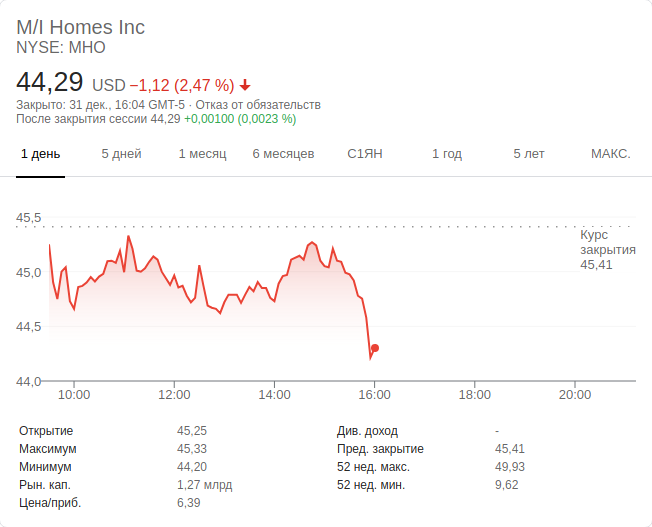 M/I Homes Inc
NYSE: MHO
44,29 USD −1,12 (2,47 %)
Закрыто: 31 дек., 16:04 GMT-5 · Отказ от обязательств
После закрытия сессии 44,29 +0,00100 (0,0023 %)
1 день 5 дней 1 месяц 6 месяцев С1ЯН 1 год 5 лет МАКС.
45,5
Курс
закрытия
45,41
45,0
44,5
44,0
10:00 12:00 14:00 16:00 18:00 20:00
Открытие 45,25 Див. доход -
Максимум 45,33 Пред. закрытие 45,41
Минимум 44,20 52 нед. макс. 49,93
Рын. кап. 1,27 млрд 52 нед. мин. 9,62
Цена/приб. 6,39